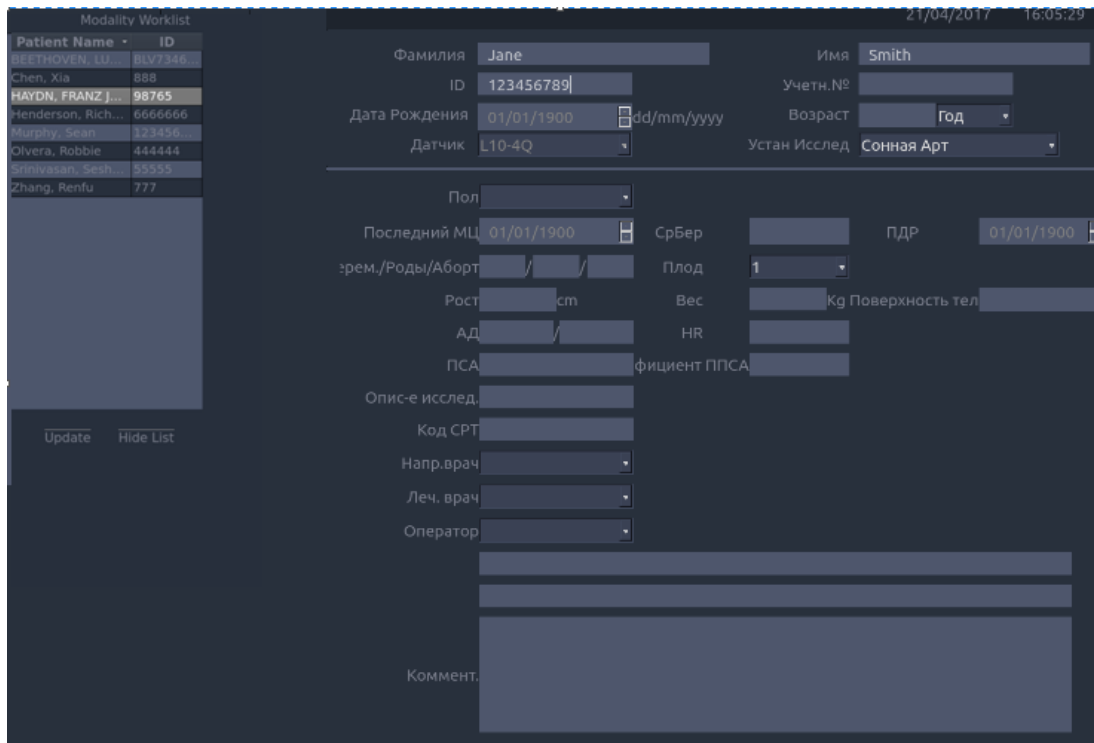 Modality Worklist
21/04/2017 16:05:29
Patient Name ID
BEETHOVEN, LU... BLV7346...
Chen, Xia 888
HAYDN, FRANZ J... 98765
Henderson, Rich... 6666666
Murphy, Sean 123456...
Olvera, Robbie 444444
Srinivasan, Sesh... 55555
Zhang, Renfu 777
Update Hide List
Фамилия Jane Имя Smith
ID 123456789 Учетн.№
Дата Рождения 01/01/1900 dd/mm/yyyy Возраст Год
Датчик L10-4Q Устан Исслед Сонная Арт
Пол
Последний МЦ 01/01/1900 СрБер ПДР 01/01/1900
ерем./Роды/Аборт / / Плод 1
Рост cm Вес Kg Поверхность тел
АД / HR
ПСА фициент ППСА
Опис-е исслед.
Код CPT
Напр.врач
Леч. врач
Оператор
Коммент.